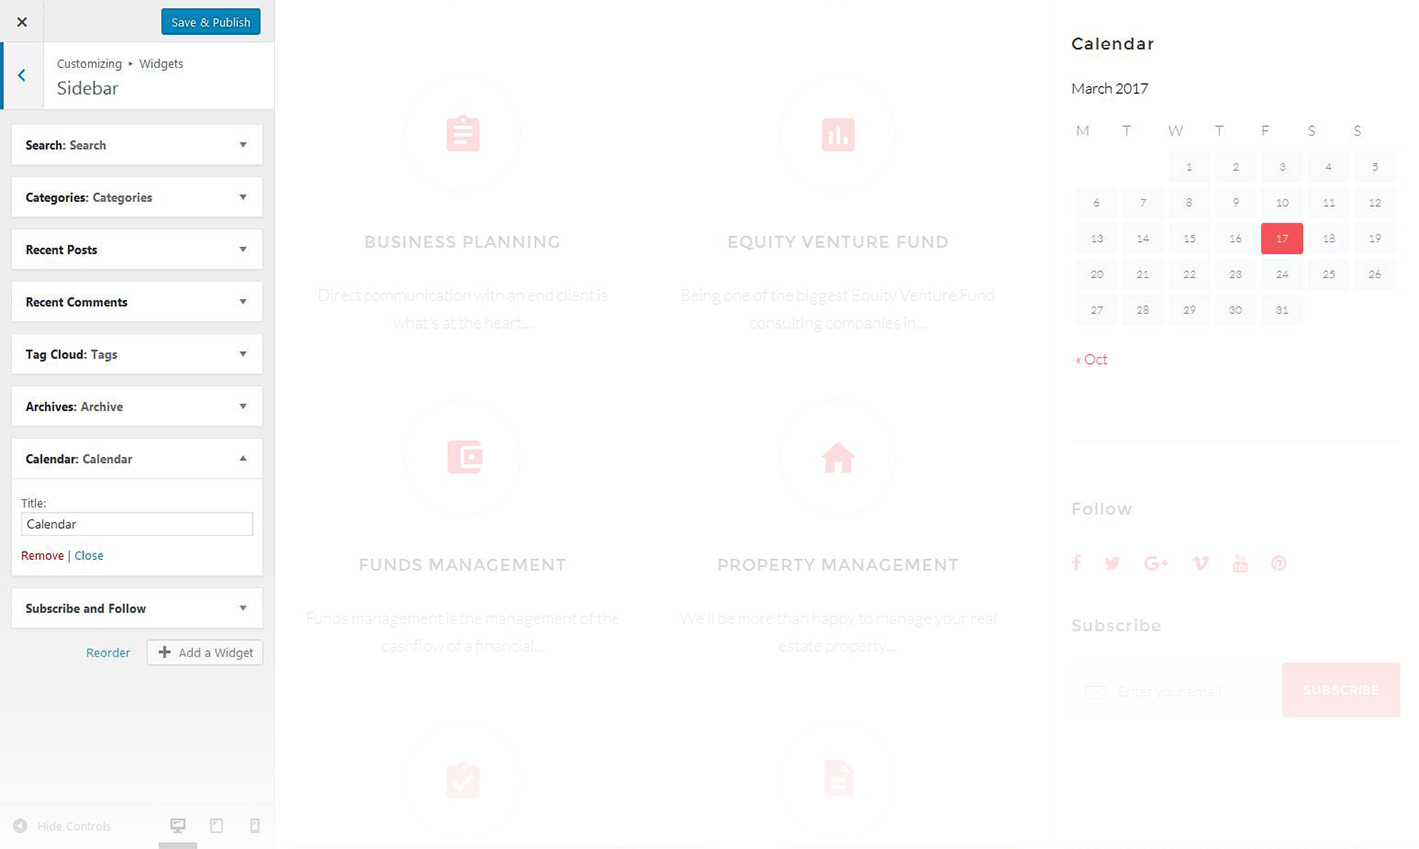 Save & Publish
Customizing ▸ Widgets
Sidebar
Search: Search
Categories: Categories
Recent Posts
Recent Comments
Tag Cloud: Tags
Archives: Archive
Calendar: Calendar
Title:
Calendar
Remove | Close
Subscribe and Follow
Reorder
Add a Widget
Hide Controls
BUSINESS PLANNING
Direct communication with an end client is
what's at the heart...
EQUITY VENTURE FUND
Being one of the biggest Equity Venture Fund
consulting companies in...
FUNDS MANAGEMENT
Funds management is the management of the
cashflow of a financial...
PROPERTY MANAGEMENT
We'll be more than happy to manage your real
estate property...
Calendar
March 2017
M T W T F S S
1 2 3 4 5
6 7 8 9 10 11 12
13 14 15 16 17 18 19
20 21 22 23 24 25 26
27 28 29 30 31
« Oct
Follow
Subscribe
Enter your email
SUBSCRIBE